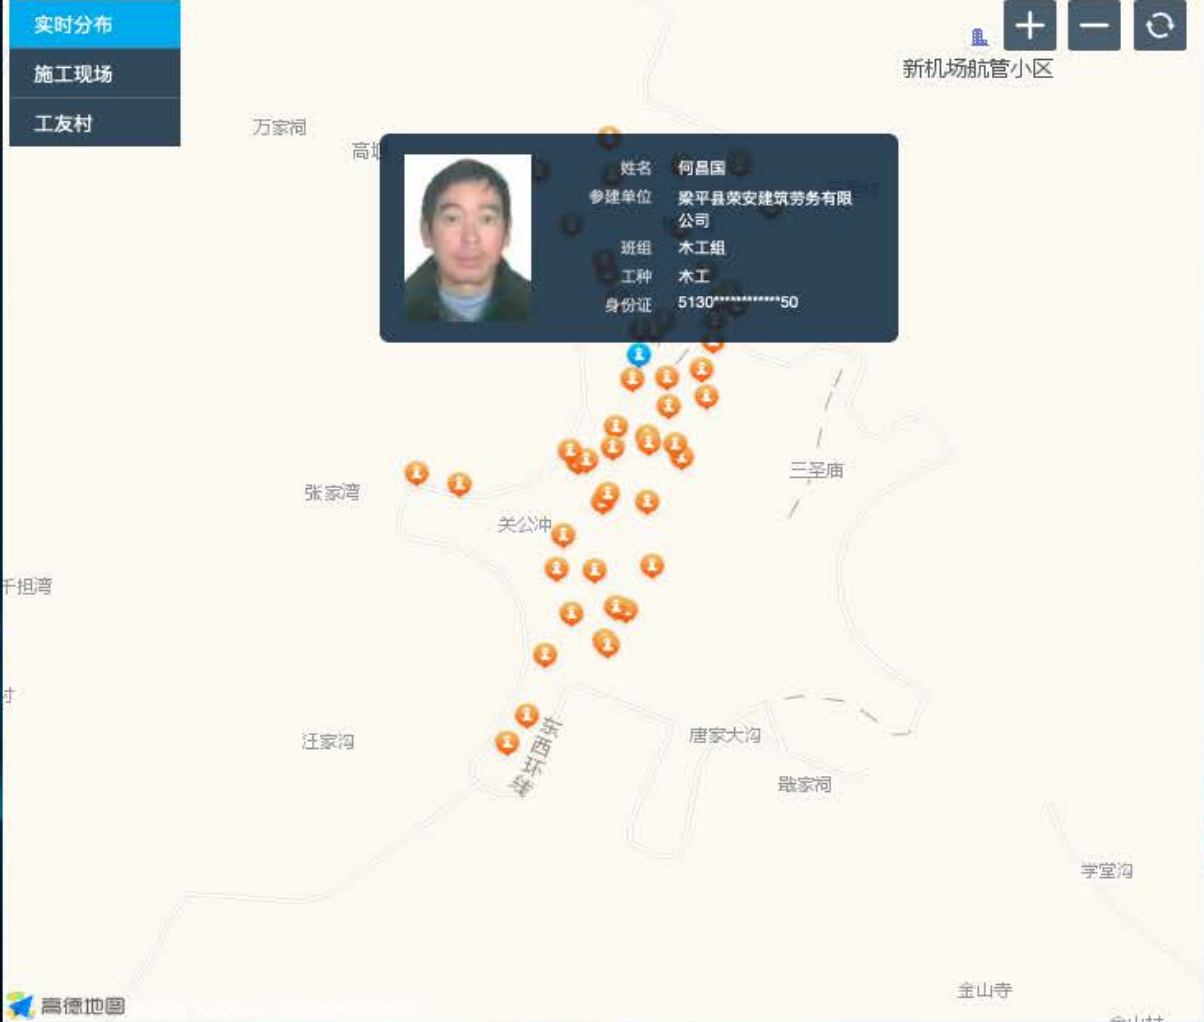 实时分布
施工现场
工友村
新机场航管小区
万家祠
姓名 何昌国
参建单位 梁平县荣安建筑劳务有限
公司
班组 木工组
工种 木工
身份证 5130************50
三圣庙
张家湾
关公冲
千担湾
村
汪家沟
东西环线
唐家大沟
学堂沟
金山寺
高德地图